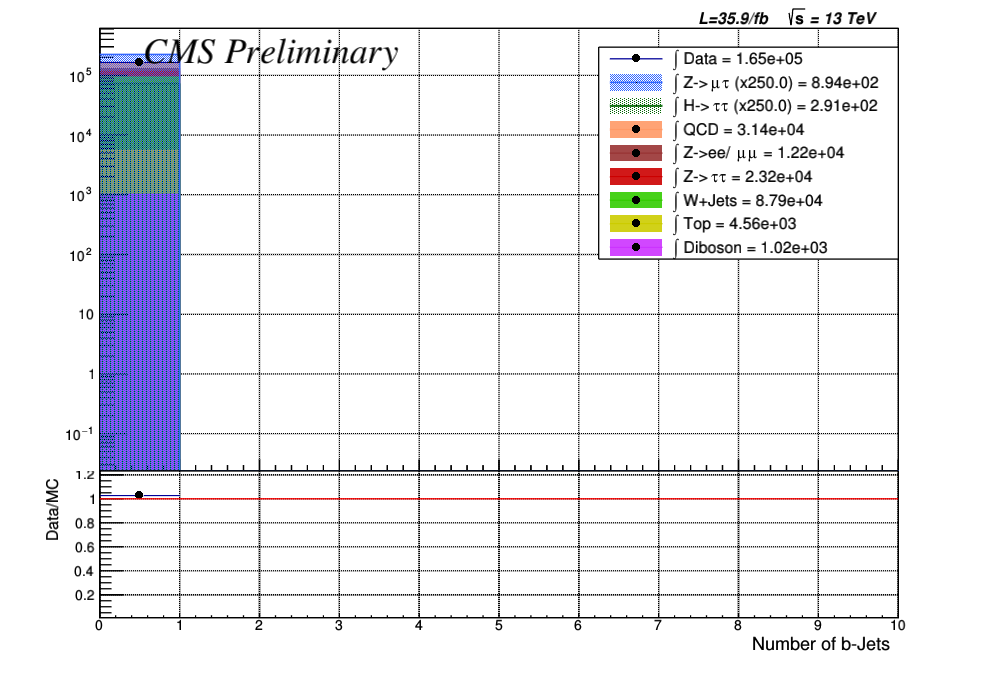 L=35.9/fb √s = 13 TeV
CMS Preliminary
∫ Data = 1.65e+05
∫ Z->μτ (x250.0) = 8.94e+02
∫ H->ττ (x250.0) = 2.91e+02
∫ QCD = 3.14e+04
∫ Z->ee/ μμ = 1.22e+04
∫ Z->ττ = 2.32e+04
∫ W+Jets = 8.79e+04
∫ Top = 4.56e+03
∫ Diboson = 1.02e+03
10⁵
10⁴
10³
10²
10
1
10⁻¹
Data/MC
1.2
1
0.8
0.6
0.4
0.2
0 1 2 3 4 5 6 7 8 9 10
Number of b-Jets